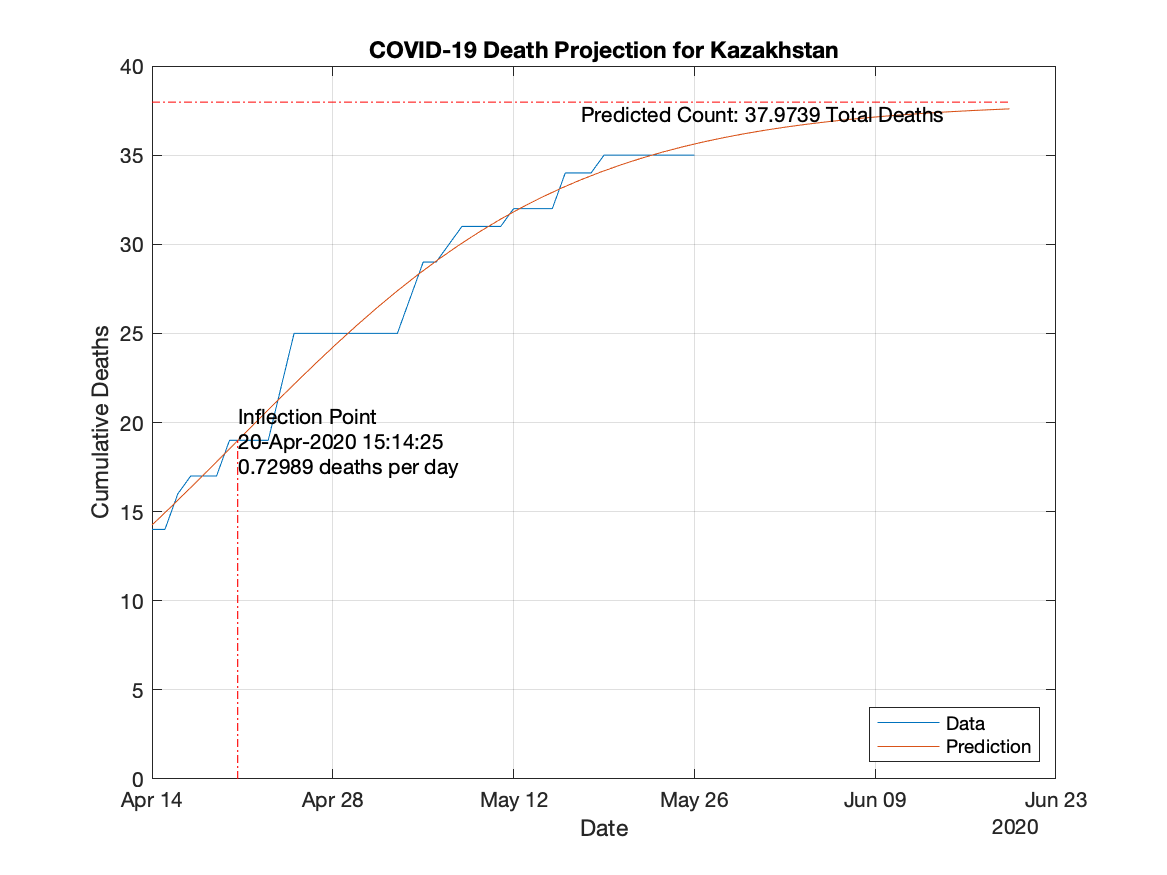 COVID-19 Death Projection for Kazakhstan
40
35
30
25
20
15
10
5
0
Cumulative Deaths
Predicted Count: 37.9739 Total Deaths
Inflection Point
20-Apr-2020 15:14:25
0.72989 deaths per day
Data
Prediction
Apr 14 Apr 28 May 12 May 26 Jun 09 Jun 23
Date
2020